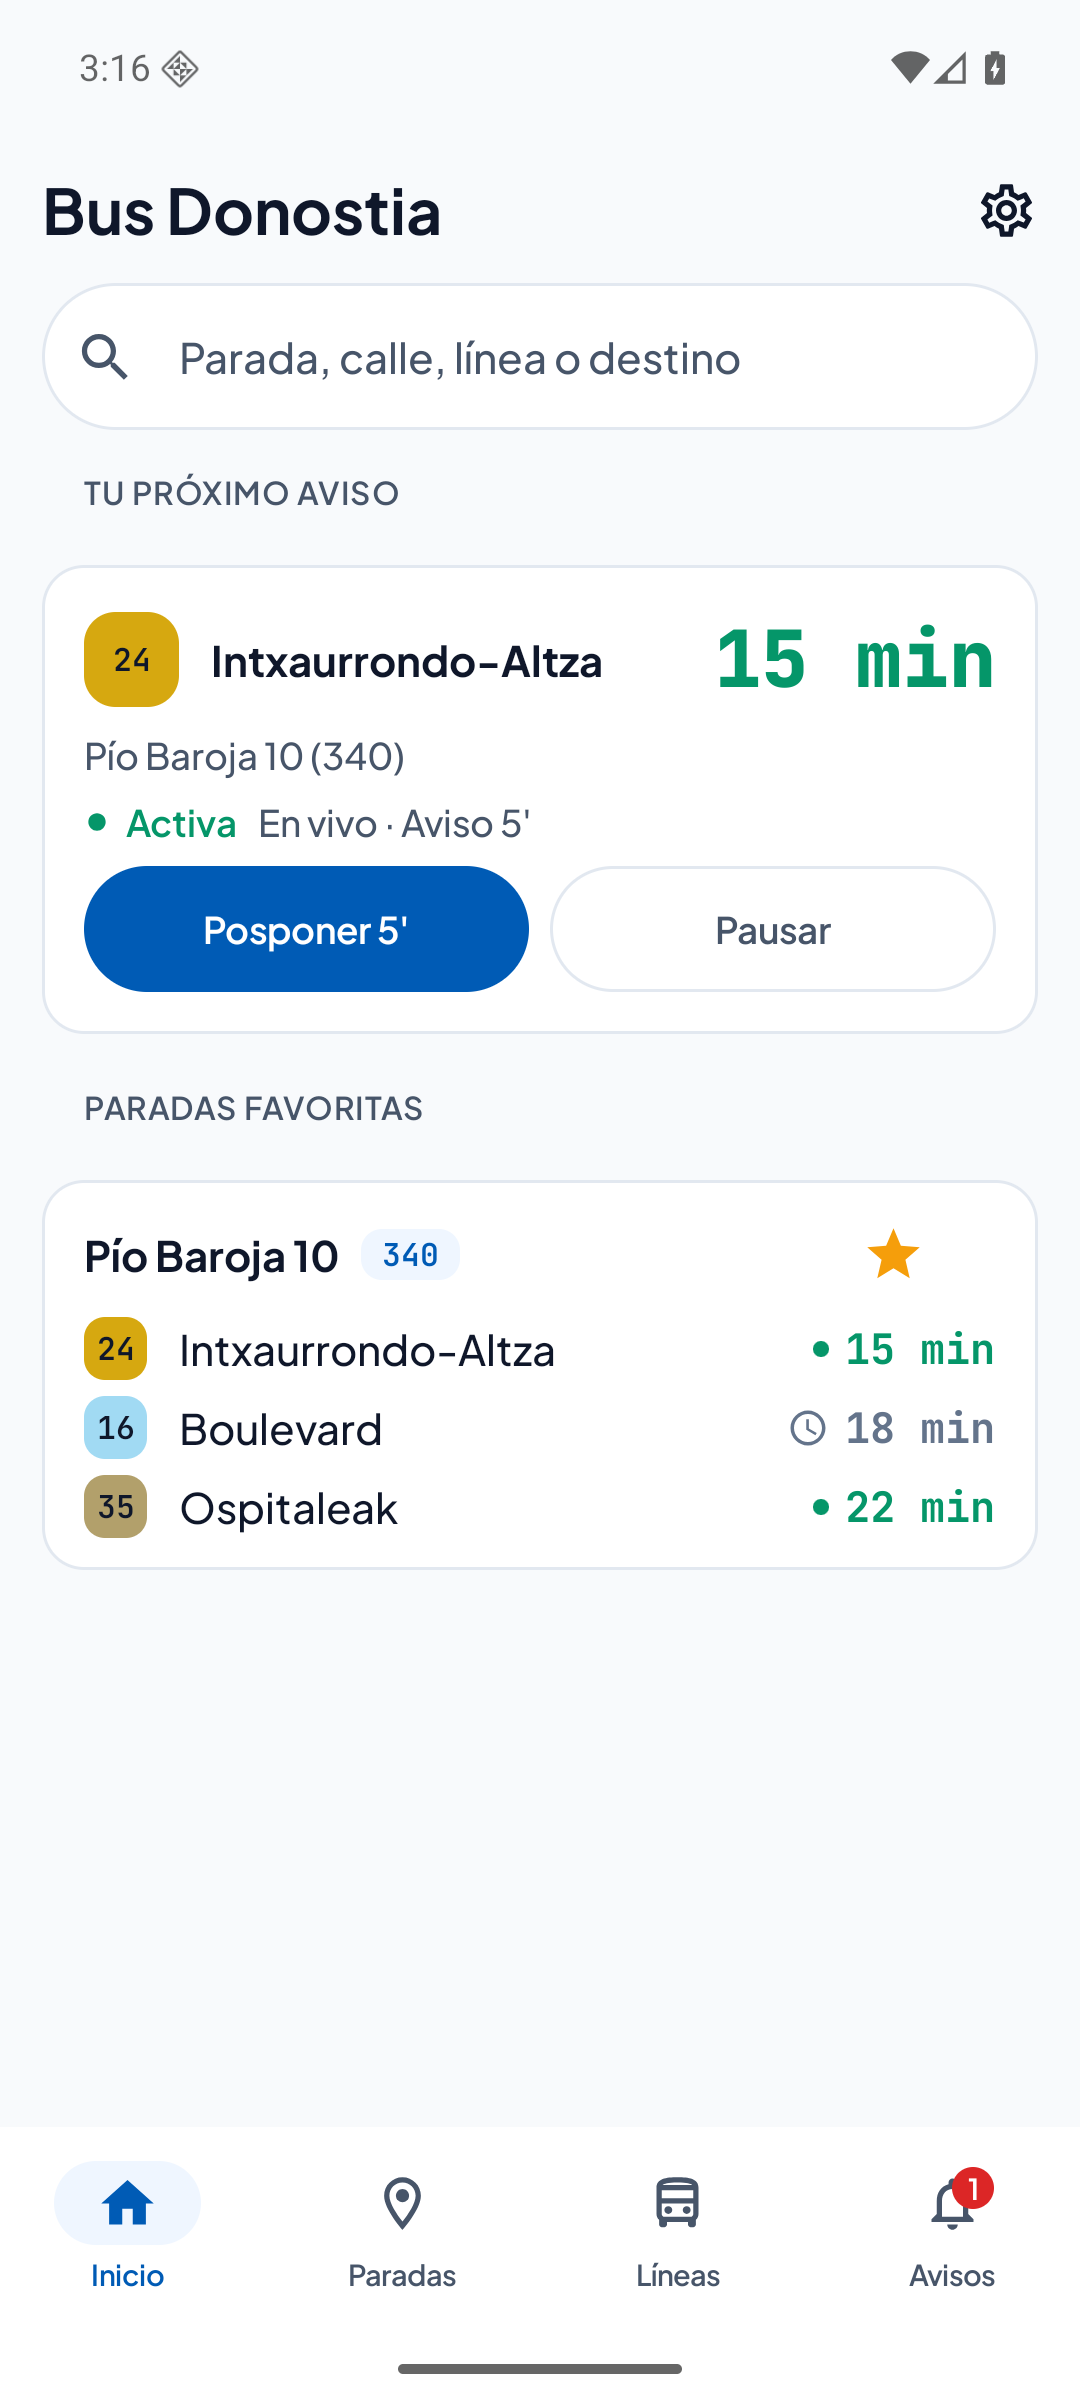 3:16
Bus Donostia
Parada, calle, línea o destino
TU PRÓXIMO AVISO
24 Intxaurrondo-Altza 15 min
Pío Baroja 10 (340)
Activa En vivo · Aviso 5'
Posponer 5' Pausar
PARADAS FAVORITAS
Pío Baroja 10 340
24 Intxaurrondo-Altza 15 min
16 Boulevard 18 min
35 Ospitaleak 22 min
1
Inicio Paradas Líneas Avisos